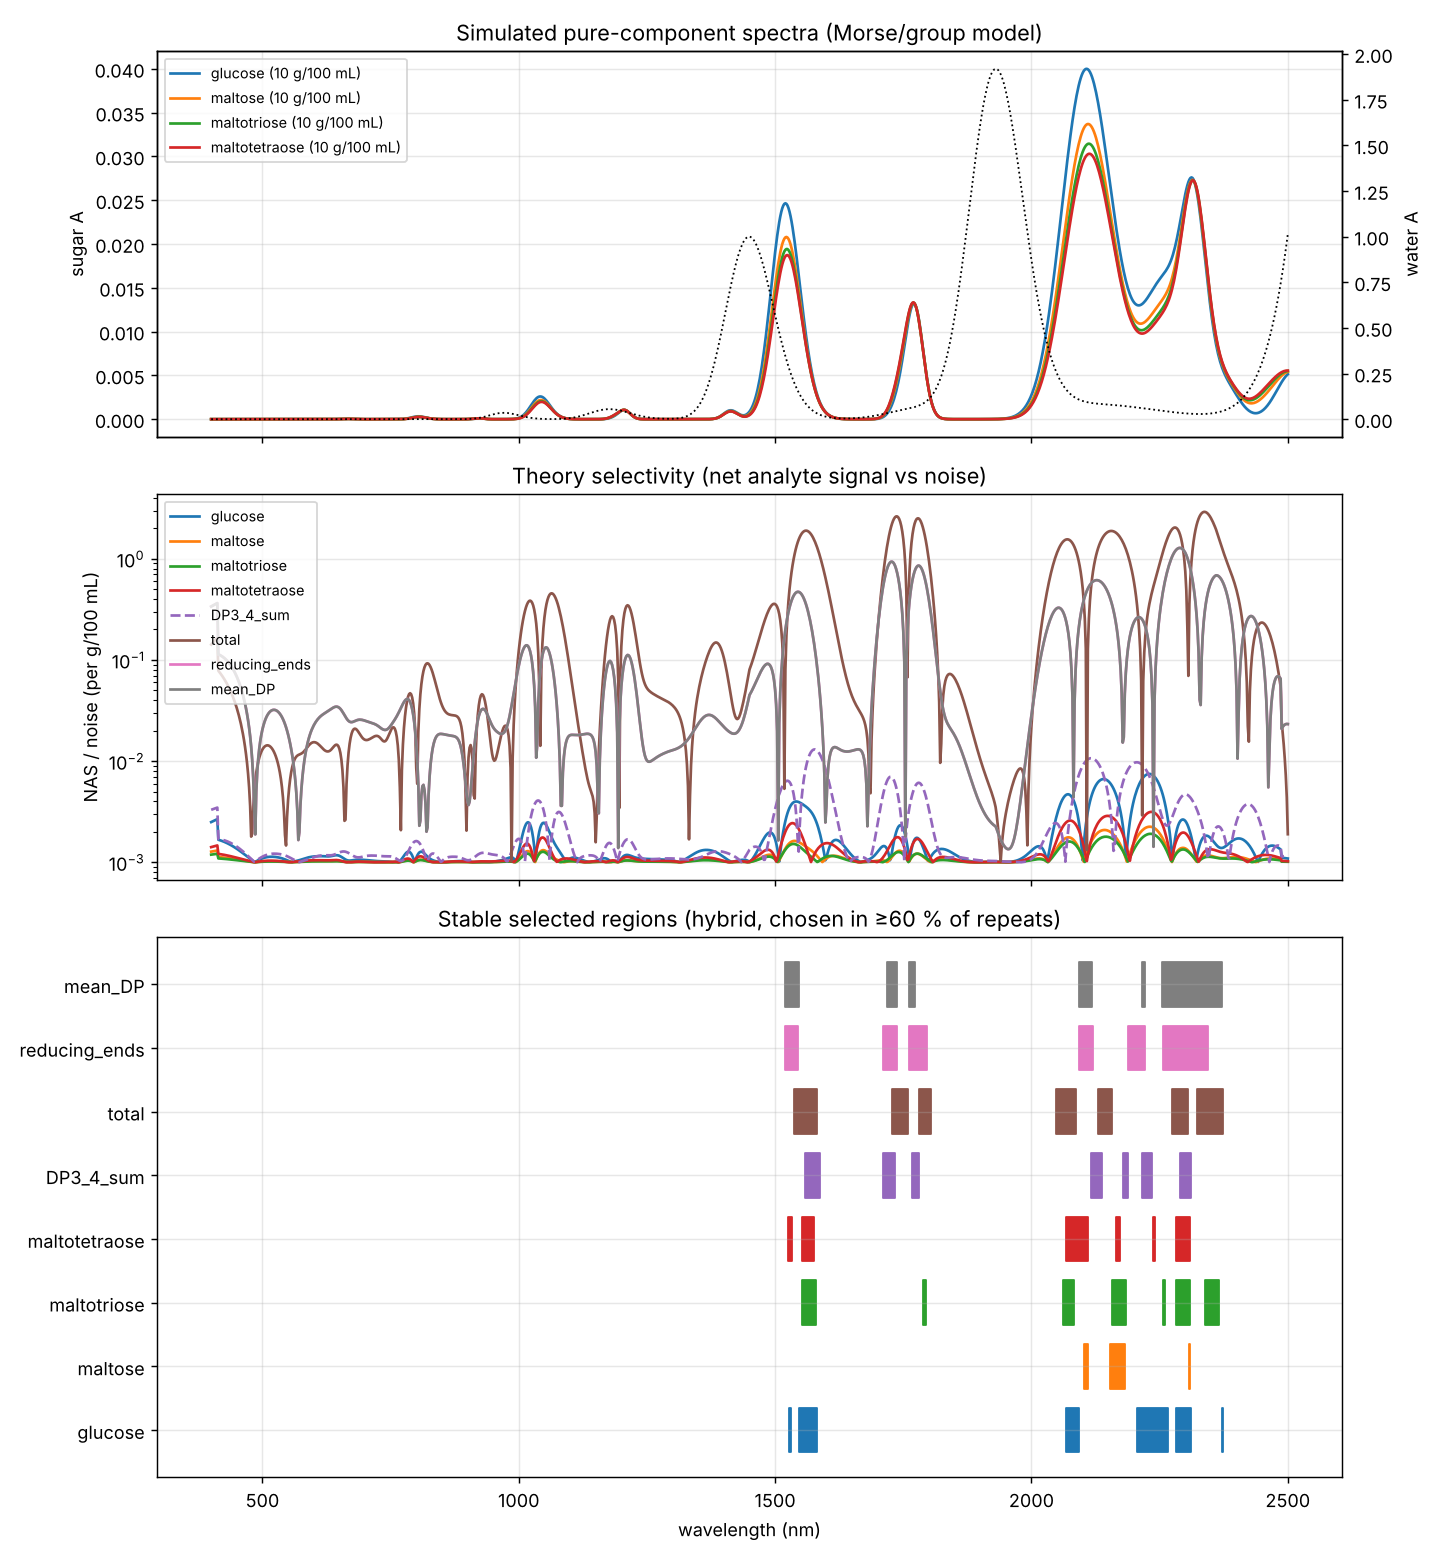 Simulated pure-component spectra (Morse/group model)
glucose (10 g/100 mL)
maltose (10 g/100 mL)
maltotriose (10 g/100 mL)
maltotetraose (10 g/100 mL)
0.040
0.035
0.030
0.025
0.020
0.015
0.010
0.005
0.000
sugar A
2.00
1.75
1.50
1.25
1.00
0.75
0.50
0.25
0.00
water A
Theory selectivity (net analyte signal vs noise)
glucose
maltose
maltotriose
maltotetraose
DP3_4_sum
total
reducing_ends
mean_DP
10⁰
10⁻¹
10⁻²
10⁻³
NAS / noise (per g/100 mL)
Stable selected regions (hybrid, chosen in ≥60 % of repeats)
mean_DP
reducing_ends
total
DP3_4_sum
maltotetraose
maltotriose
maltose
glucose
500 1000 1500 2000 2500
wavelength (nm)